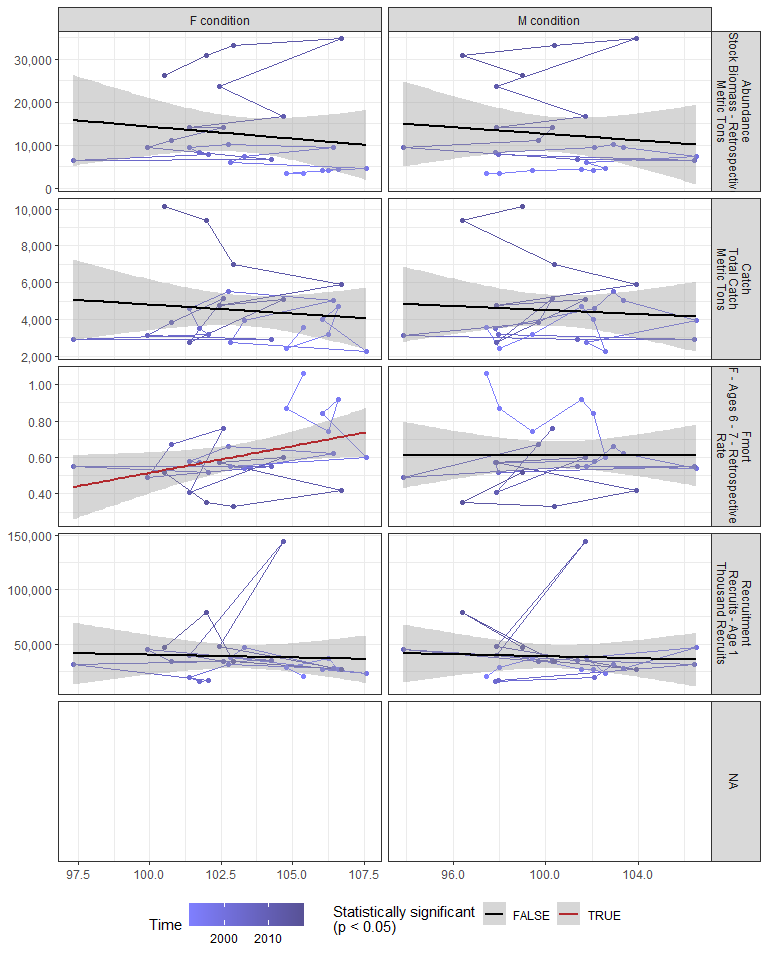 F condition
M condition
30,000
20,000
10,000
0
Abundance
Stock Biomass - Retrospectiv
Metric Tons
10,000
8,000
6,000
4,000
2,000
Catch
Total Catch
Metric Tons
1.00
0.80
0.60
0.40
Fmort
F - Ages 6 - 7 - Retrospective
Rate
150,000
100,000
50,000
Recruitment
Recruits - Age 1
Thousand Recruits
NA
97.5
100.0
102.5
105.0
107.5
96.0
100.0
104.0
Time
2000
2010
Statistically significant
(p < 0.05)
FALSE
TRUE